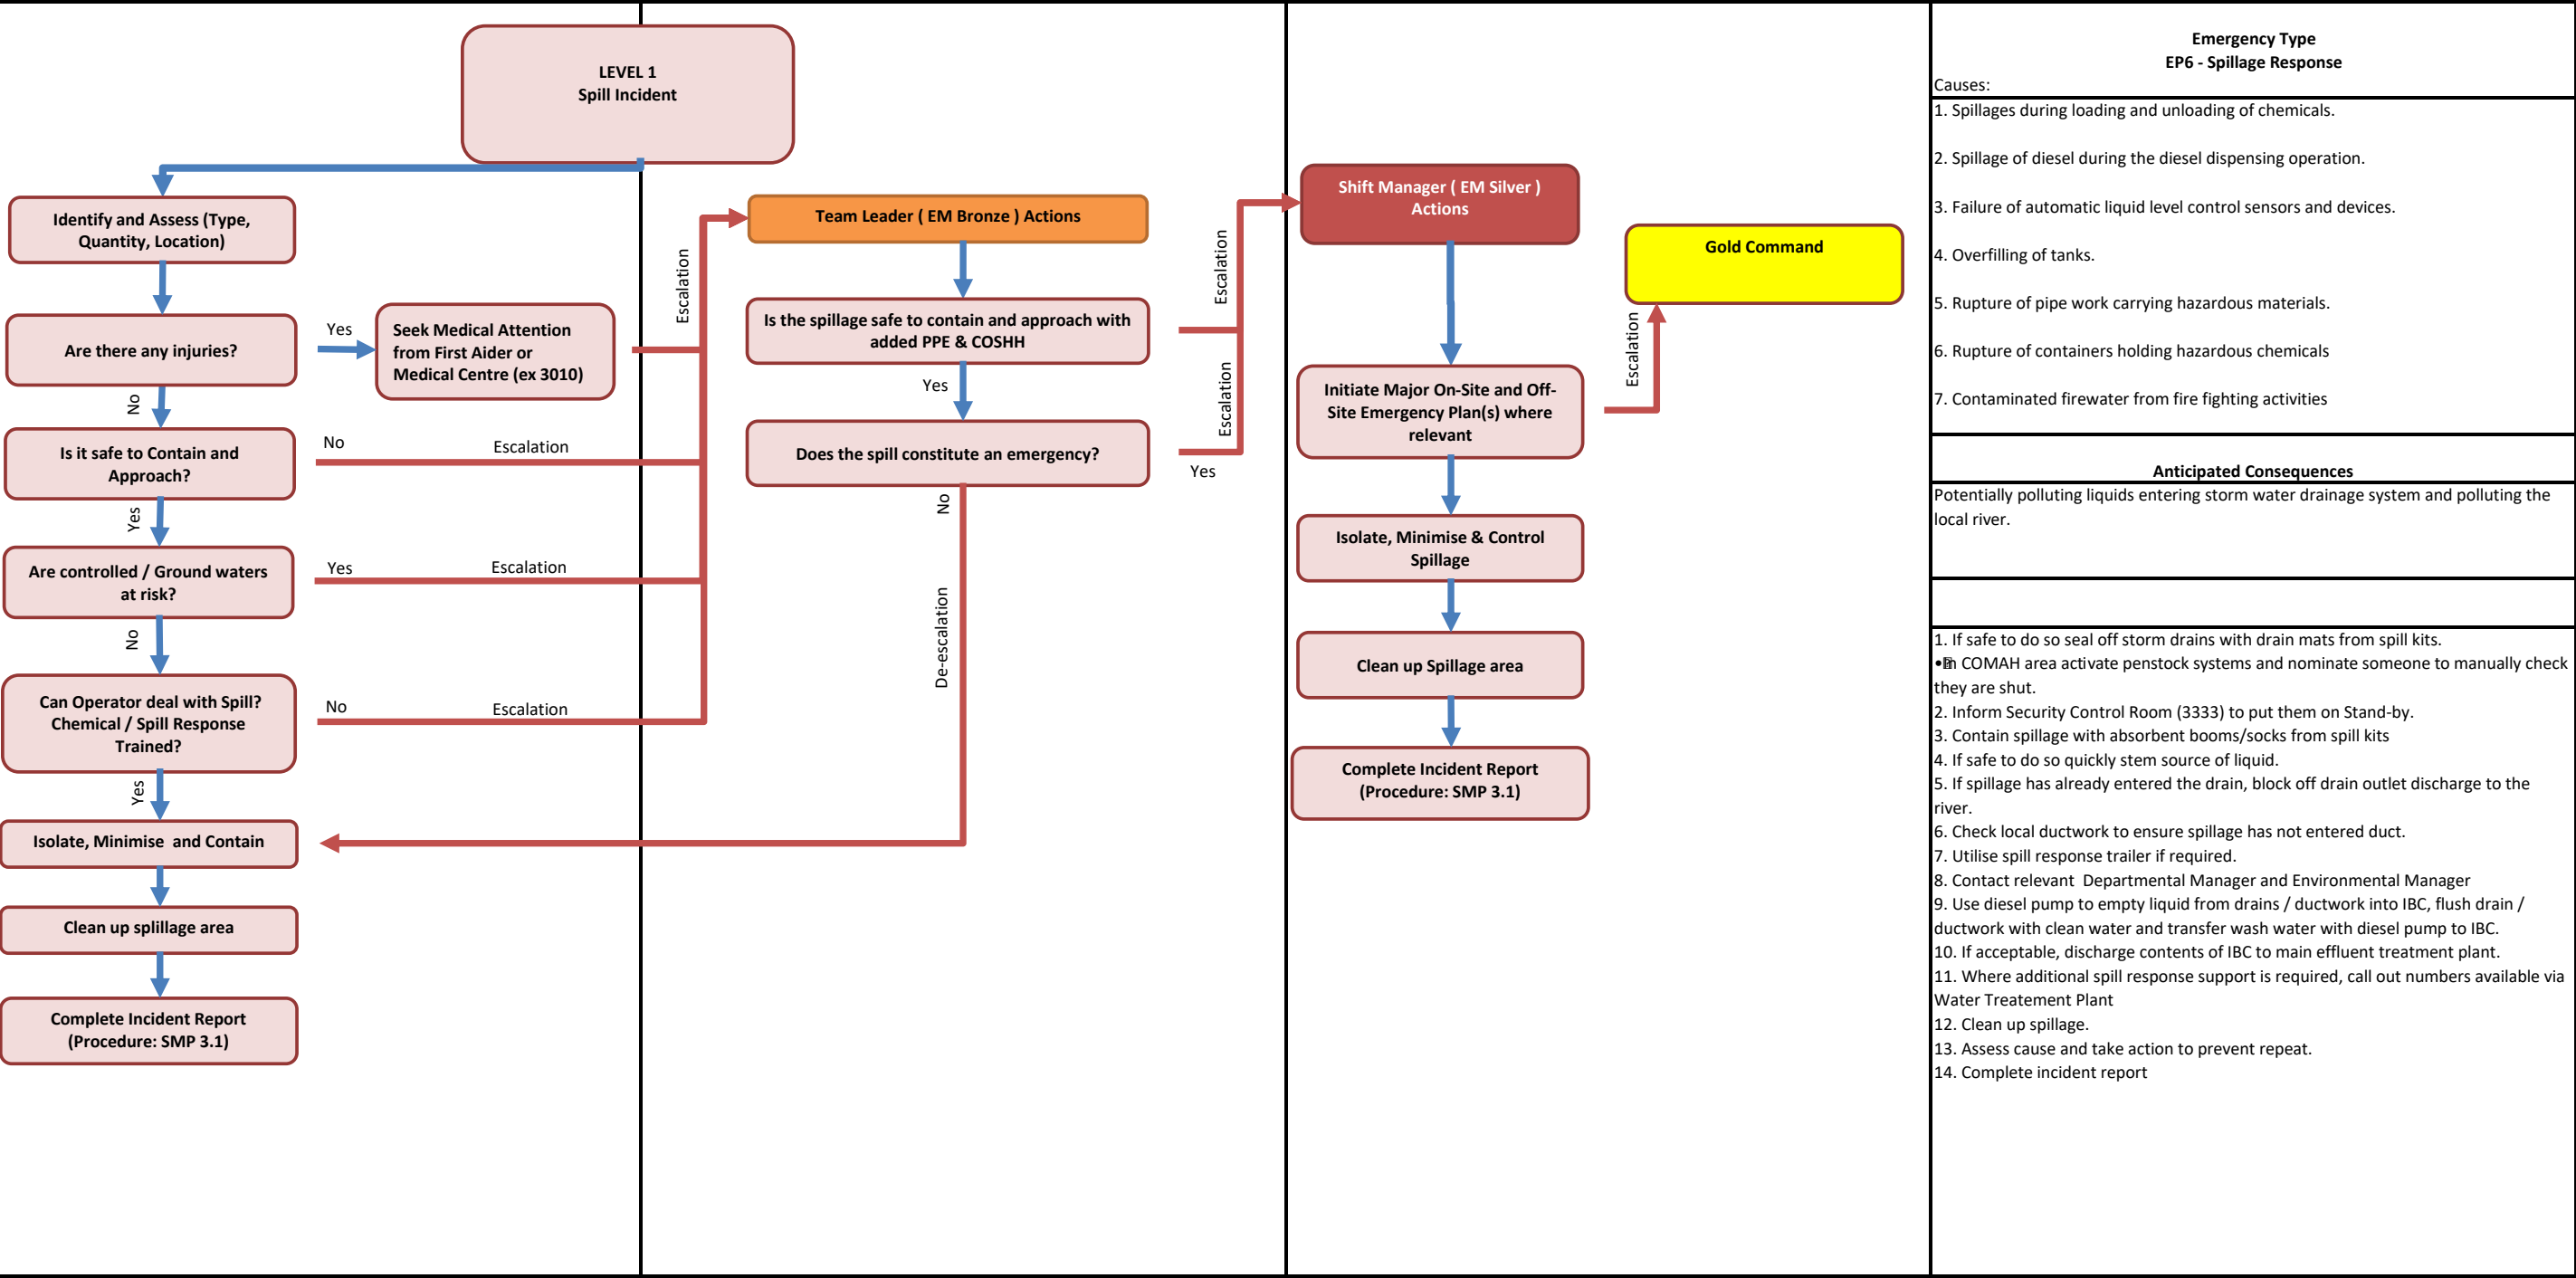 LEVEL 1
Spill Incident
Identify and Assess (Type,
Quantity, Location)
Are there any injuries?
Yes
Seek Medical Attention
from First Aider or
Medical Centre (ex 3010)
No
Is it safe to Contain and
Approach?
No
Escalation
Yes
Are controlled / Ground waters
at risk?
Yes
Escalation
No
Can Operator deal with Spill?
Chemical / Spill Response
Trained?
No
Escalation
Yes
Isolate, Minimise  and Contain
Clean up splillage area
Complete Incident Report
(Procedure: SMP 3.1)
Escalation
Team Leader ( EM Bronze ) Actions
Is the spillage safe to contain and approach with
added PPE & COSHH
Escalation
Yes
Does the spill constitute an emergency?
Escalation
Yes
No
De-escalation
Shift Manager ( EM Silver )
Actions
Gold Command
Escalation
Initiate Major On-Site and Off-
Site Emergency Plan(s) where
relevant
Isolate, Minimise & Control
Spillage
Clean up Spillage area
Complete Incident Report
(Procedure: SMP 3.1)
Emergency Type
EP6 - Spillage Response
Causes:
1. Spillages during loading and unloading of chemicals.
2. Spillage of diesel during the diesel dispensing operation.
3. Failure of automatic liquid level control sensors and devices.
4. Overfilling of tanks.
5. Rupture of pipe work carrying hazardous materials.
6. Rupture of containers holding hazardous chemicals
7. Contaminated firewater from fire fighting activities
Anticipated Consequences
Potentially polluting liquids entering storm water drainage system and polluting the
local river.
1. If safe to do so seal off storm drains with drain mats from spill kits.
• COMAH area activate penstock systems and nominate someone to manually check
they are shut.
2. Inform Security Control Room (3333) to put them on Stand-by.
3. Contain spillage with absorbent booms/socks from spill kits
4. If safe to do so quickly stem source of liquid.
5. If spillage has already entered the drain, block off drain outlet discharge to the
river.
6. Check local ductwork to ensure spillage has not entered duct.
7. Utilise spill response trailer if required.
8. Contact relevant  Departmental Manager and Environmental Manager
9. Use diesel pump to empty liquid from drains / ductwork into IBC, flush drain /
ductwork with clean water and transfer wash water with diesel pump to IBC.
10. If acceptable, discharge contents of IBC to main effluent treatment plant.
11. Where additional spill response support is required, call out numbers available via
Water Treatement Plant
12. Clean up spillage.
13. Assess cause and take action to prevent repeat.
14. Complete incident report